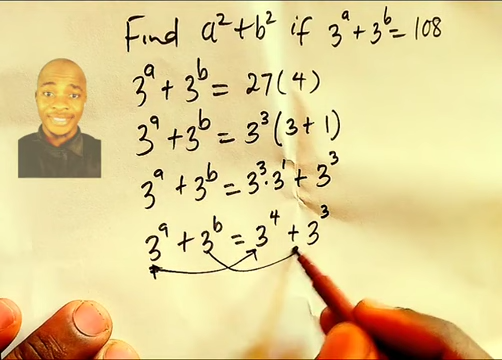 Find a² + b² if 3ᵃ + 3ᵇ = 108
3ᵃ + 3ᵇ = 27(4)
3ᵃ + 3ᵇ = 3³(3 + 1)
3ᵃ + 3ᵇ = 3³·3¹ + 3³
3ᵃ + 3ᵇ = 3⁴ + 3³